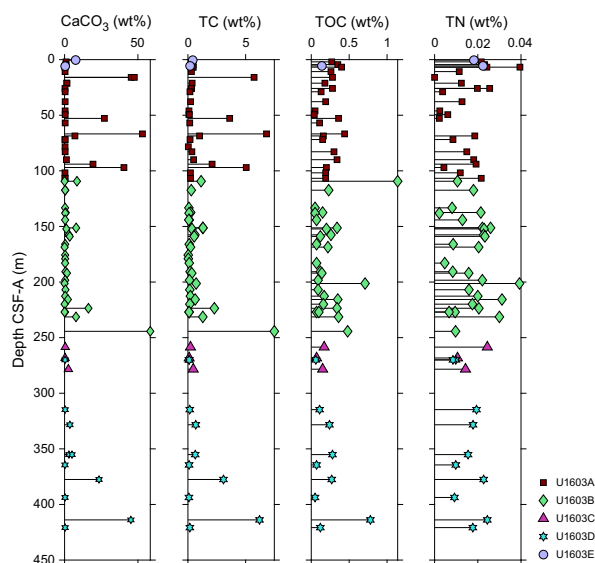 CaCO₃ (wt%) TC (wt%) TOC (wt%) TN (wt%)
0 50 0 5 0 0.5 1 0 0.02 0.04
Depth CSF-A (m)
0
50
100
150
200
250
300
350
400
450
U1603A
U1603B
U1603C
U1603D
U1603E